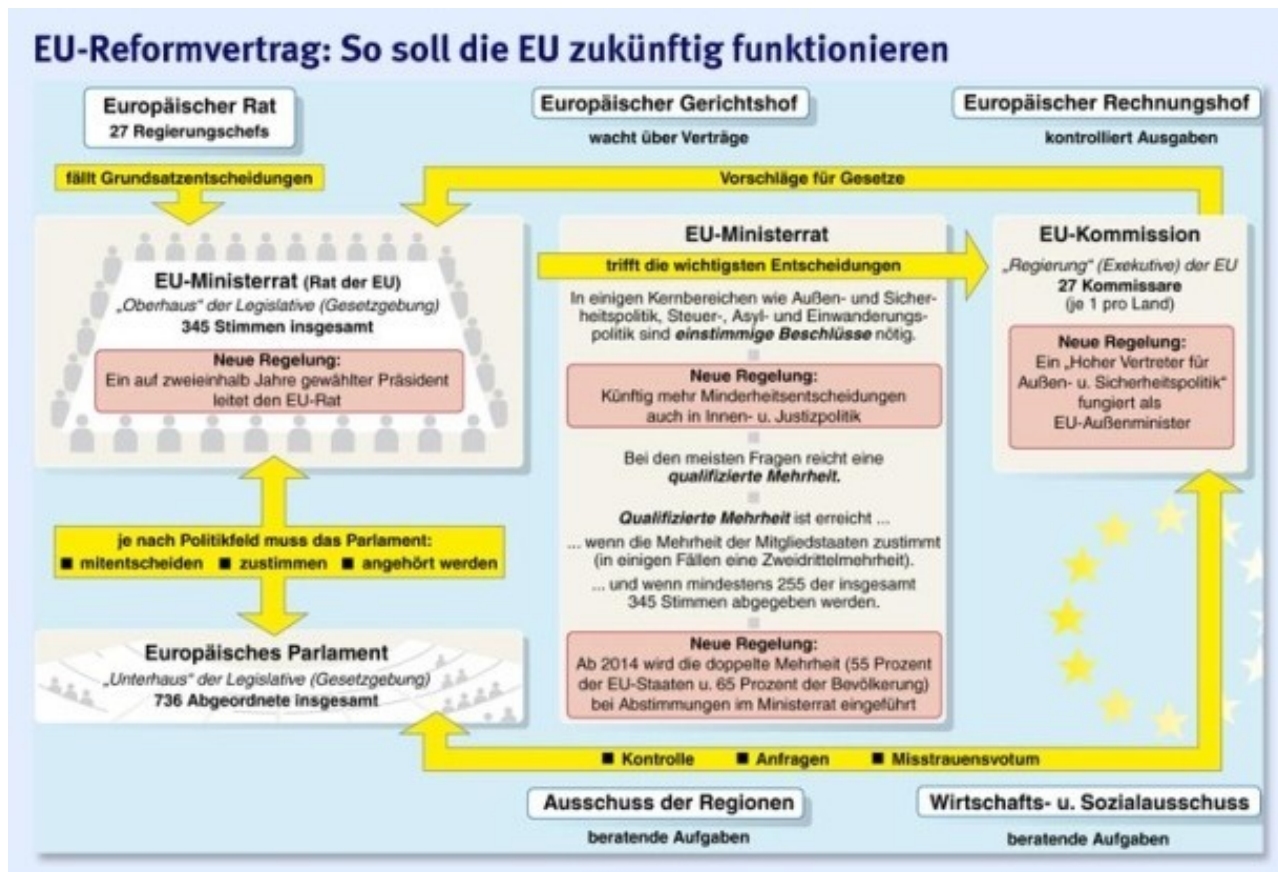 EU-Reformvertrag: So soll die EU zukünftig funktionieren
Europäischer Rat
27 Regierungschefs
Europäischer Gerichtshof
wacht über Verträge
Europäischer Rechnungshof
kontrolliert Ausgaben
fällt Grundsatzentscheidungen
Vorschläge für Gesetze
EU-Ministerrat (Rat der EU)
„Oberhaus“ der Legislative (Gesetzgebung)
345 Stimmen insgesamt
Neue Regelung:
Ein auf zweieinhalb Jahre gewählter Präsident
leitet den EU-Rat
EU-Ministerrat
trifft die wichtigsten Entscheidungen
In einigen Kernbereichen wie Außen- und Sicher-
heitspolitik, Steuer-, Asyl- und Einwanderungs-
politik sind einstimmige Beschlüsse nötig.
Neue Regelung:
Künftig mehr Minderheitsentscheidungen
auch in Innen- u. Justizpolitik
Bei den meisten Fragen reicht eine
qualifizierte Mehrheit.
Qualifizierte Mehrheit ist erreicht ...
... wenn die Mehrheit der Mitgliedstaaten zustimmt
(in einigen Fällen eine Zweidrittelmehrheit).
... und wenn mindestens 255 der insgesamt
345 Stimmen abgegeben werden.
Neue Regelung:
Ab 2014 wird die doppelte Mehrheit (55 Prozent
der EU-Staaten u. 65 Prozent der Bevölkerung)
bei Abstimmungen im Ministerrat eingeführt
EU-Kommission
„Regierung“ (Exekutive) der EU
27 Kommissare
(je 1 pro Land)
Neue Regelung:
Ein „Hoher Vertreter für
Außen- u. Sicherheitspolitik“
fungiert als
EU-Außenminister
je nach Politikfeld muss das Parlament:
■ mitentscheiden ■ zustimmen ■ angehört werden
Europäisches Parlament
„Unterhaus“ der Legislative (Gesetzgebung)
736 Abgeordnete insgesamt
■ Kontrolle ■ Anfragen ■ Misstrauensvotum
Ausschuss der Regionen
beratende Aufgaben
Wirtschafts- u. Sozialausschuss
beratende Aufgaben